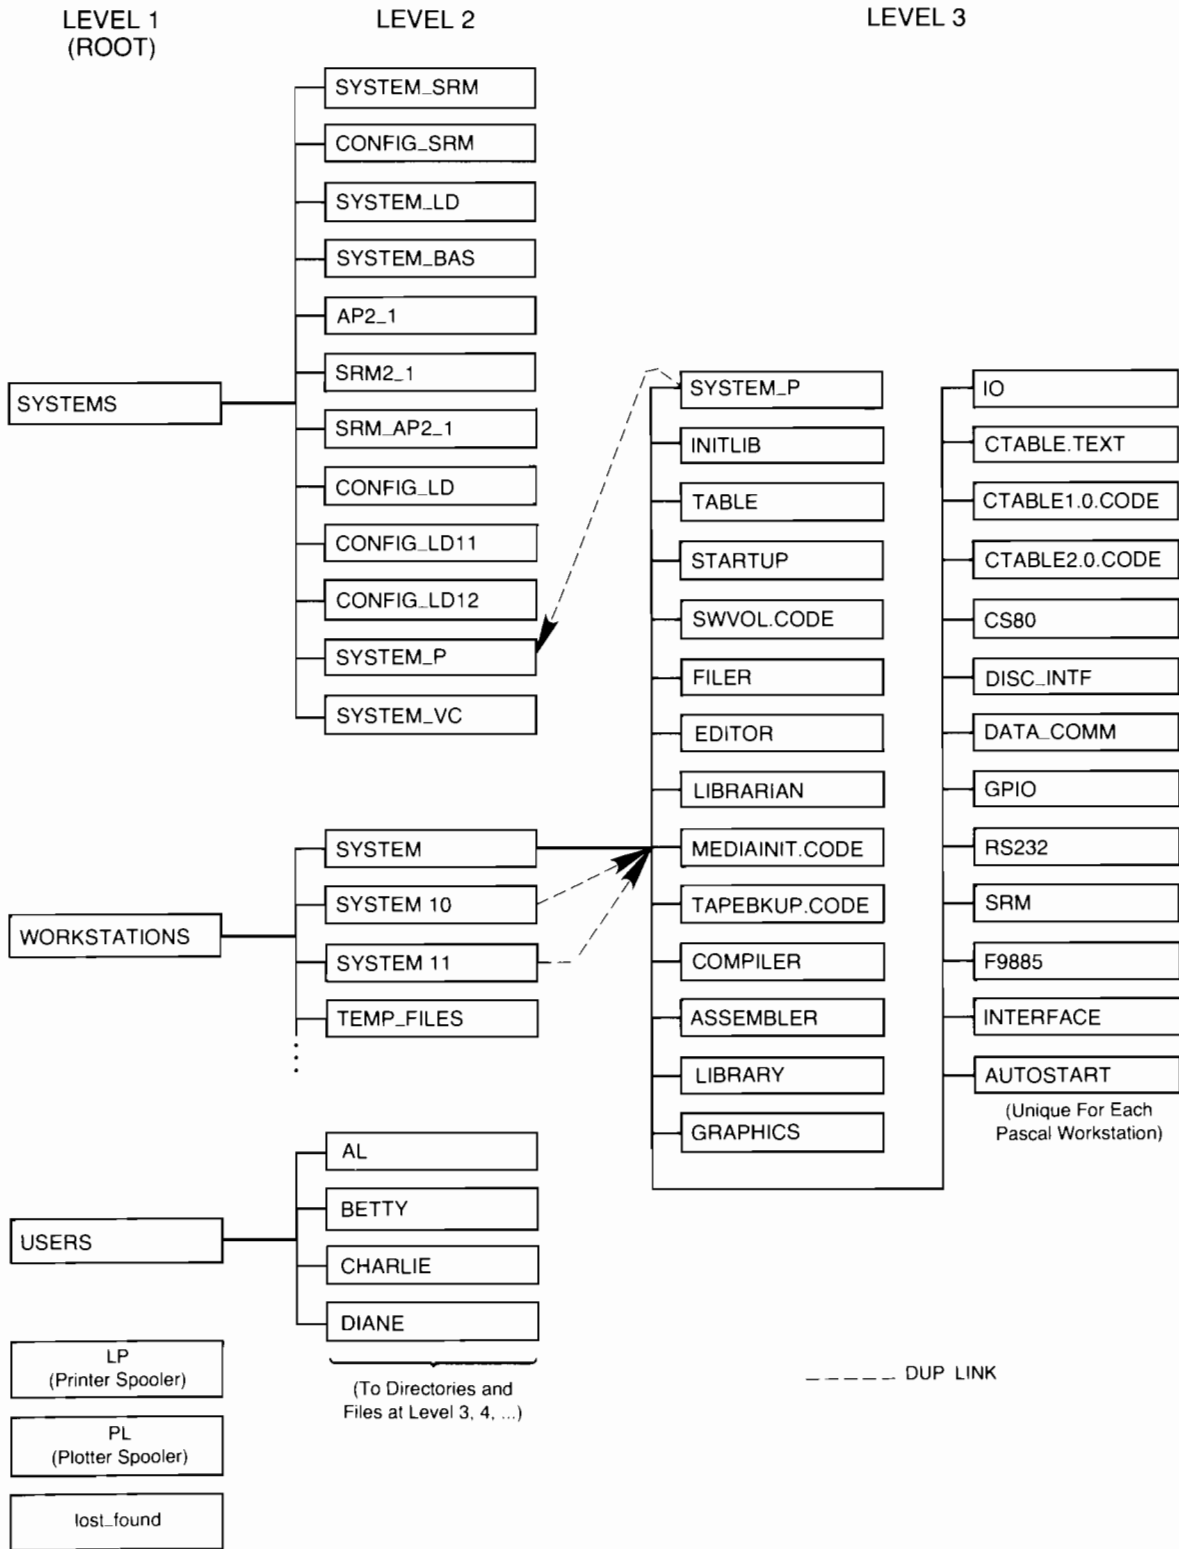 LEVEL 1
(ROOT)
LEVEL 2
LEVEL 3
SYSTEMS
SYSTEM_SRM
CONFIG_SRM
SYSTEM_LD
SYSTEM_BAS
AP2_1
SRM2_1
SRM_AP2_1
CONFIG_LD
CONFIG_LD11
CONFIG_LD12
SYSTEM_P
SYSTEM_VC
WORKSTATIONS
SYSTEM
SYSTEM 10
SYSTEM 11
TEMP_FILES
USERS
AL
BETTY
CHARLIE
DIANE
(To Directories and
Files at Level 3, 4, ...)
LP
(Printer Spooler)
PL
(Plotter Spooler)
lost_found
SYSTEM_P
INITLIB
TABLE
STARTUP
SWVOL.CODE
FILER
EDITOR
LIBRARIAN
MEDIAINIT.CODE
TAPEBKUP.CODE
COMPILER
ASSEMBLER
LIBRARY
GRAPHICS
IO
CTABLE.TEXT
CTABLE1.0.CODE
CTABLE2.0.CODE
CS80
DISC_INTF
DATA_COMM
GPIO
RS232
SRM
F9885
INTERFACE
AUTOSTART
(Unique For Each
Pascal Workstation)
DUP LINK